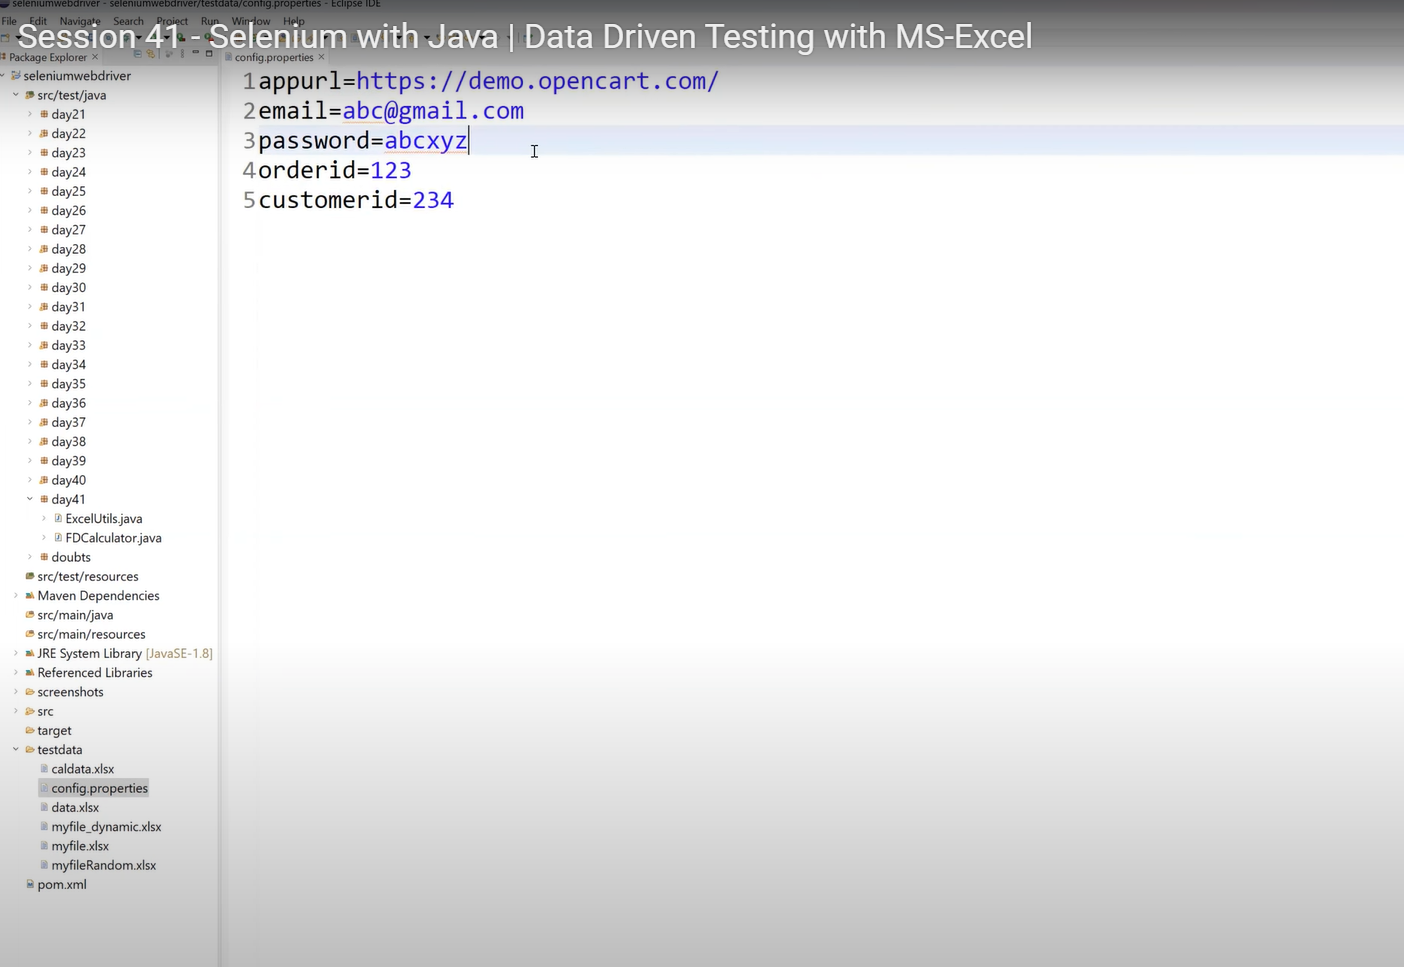 seleniumwebdriver - seleniumwebdriver/testdata/config.properties - Eclipse IDE
File Edit Navigate Search Project Run Window Help
Session 41 - Selenium with Java | Data Driven Testing with MS-Excel
Package Explorer
config.properties
seleniumwebdriver
src/test/java
day21
day22
day23
day24
day25
day26
day27
day28
day29
day30
day31
day32
day33
day34
day35
day36
day37
day38
day39
day40
day41
ExcelUtils.java
FDCalculator.java
doubts
src/test/resources
Maven Dependencies
src/main/java
src/main/resources
JRE System Library [JavaSE-1.8]
Referenced Libraries
screenshots
src
target
testdata
caldata.xlsx
config.properties
data.xlsx
myfile_dynamic.xlsx
myfile.xlsx
myfileRandom.xlsx
pom.xml
1 appurl=https://demo.opencart.com/
2 email=abc@gmail.com
3 password=abcxyz
4 orderid=123
5 customerid=234